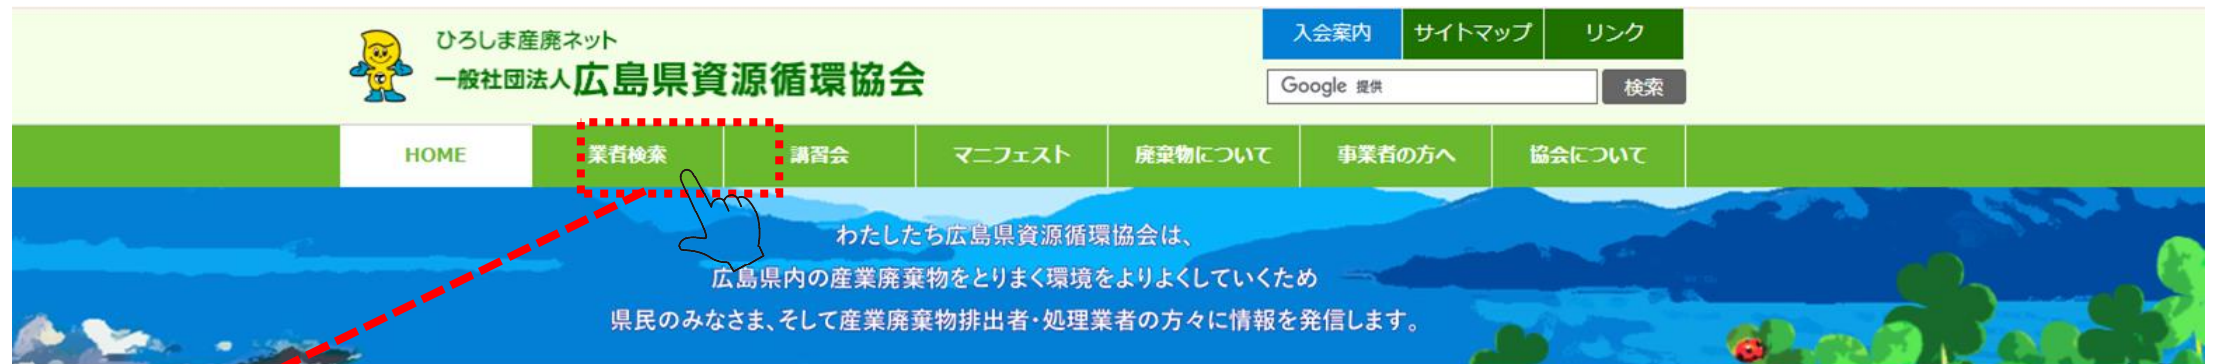 ひろしま産廃ネット
一般社団法人広島県資源循環協会
入会案内 サイトマップ リンク
Google 提供 検索
HOME 業者検索 講習会 マニフェスト 廃棄物について 事業者の方へ 協会について
わたしたち広島県資源循環協会は、
広島県内の産業廃棄物をとりまく環境をよりよくしていくため
県民のみなさま、そして産業廃棄物排出者・処理業者の方々に情報を発信します。